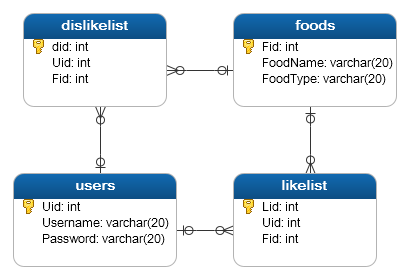 dislikelist
did: int
Uid: int
Fid: int
foods
Fid: int
FoodName: varchar(20)
FoodType: varchar(20)
users
Uid: int
Username: varchar(20)
Password: varchar(20)
likelist
Lid: int
Uid: int
Fid: int